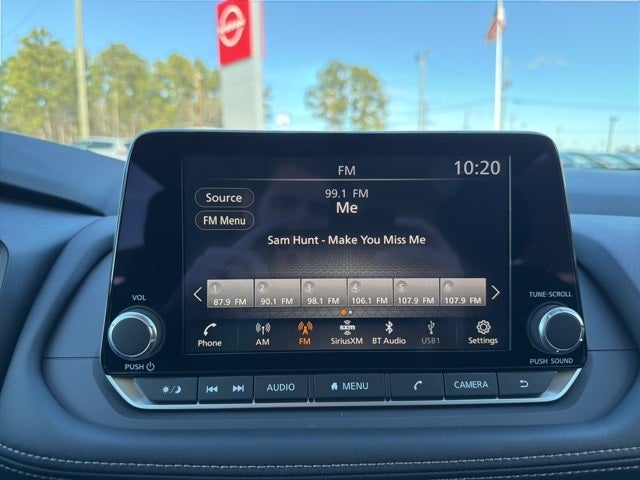 NISSAN
FM
10:20
Source
99.1 FM
FM Menu
Me
Sam Hunt - Make You Miss Me
1 2 3 4 5 6
87.9 FM 90.1 FM 98.1 FM 106.1 FM 107.9 FM 107.9 FM
VOL
TUNE·SCROLL
sxm
Phone AM FM SiriusXM BT Audio USB1 Settings
PUSH
PUSH SOUND
AUDIO MENU CAMERA